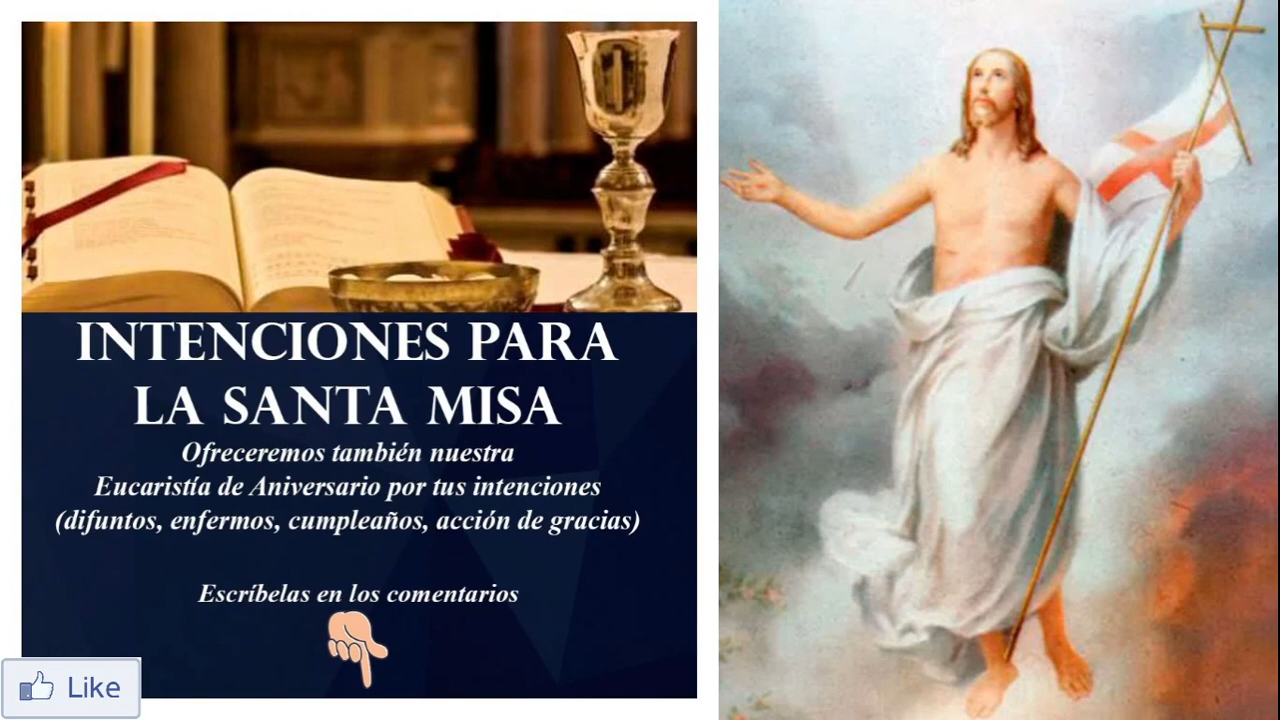 INTENCIONES PARA
LA SANTA MISA
Ofreceremos también nuestra
Eucaristía de Aniversario por tus intenciones
(difuntos, enfermos, cumpleaños, acción de gracias)
Escríbelas en los comentarios
Like